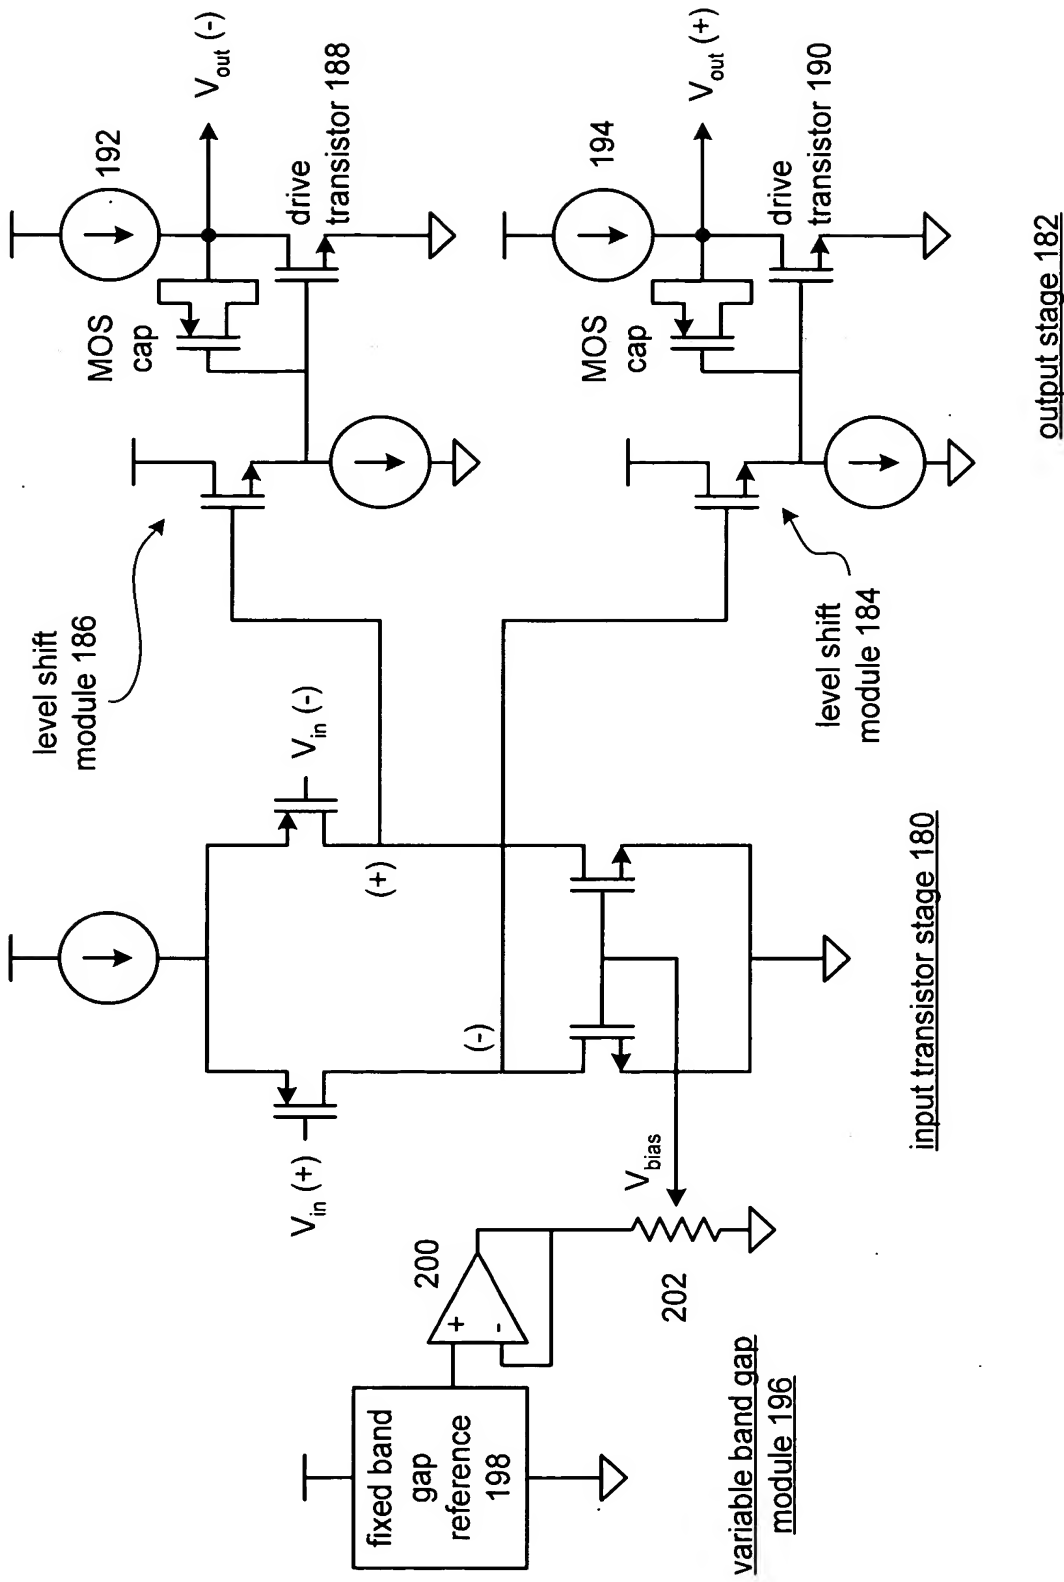 fixed band
gap
reference
198
+
-
200
202
variable band gap
module 196
V_bias
V_in (+)
V_in (-)
(-)
(+)
input transistor stage 180
level shift
module 186
level shift
module 184
MOS
cap
192
V_out (-)
drive
transistor 188
MOS
cap
194
V_out (+)
drive
transistor 190
output stage 182